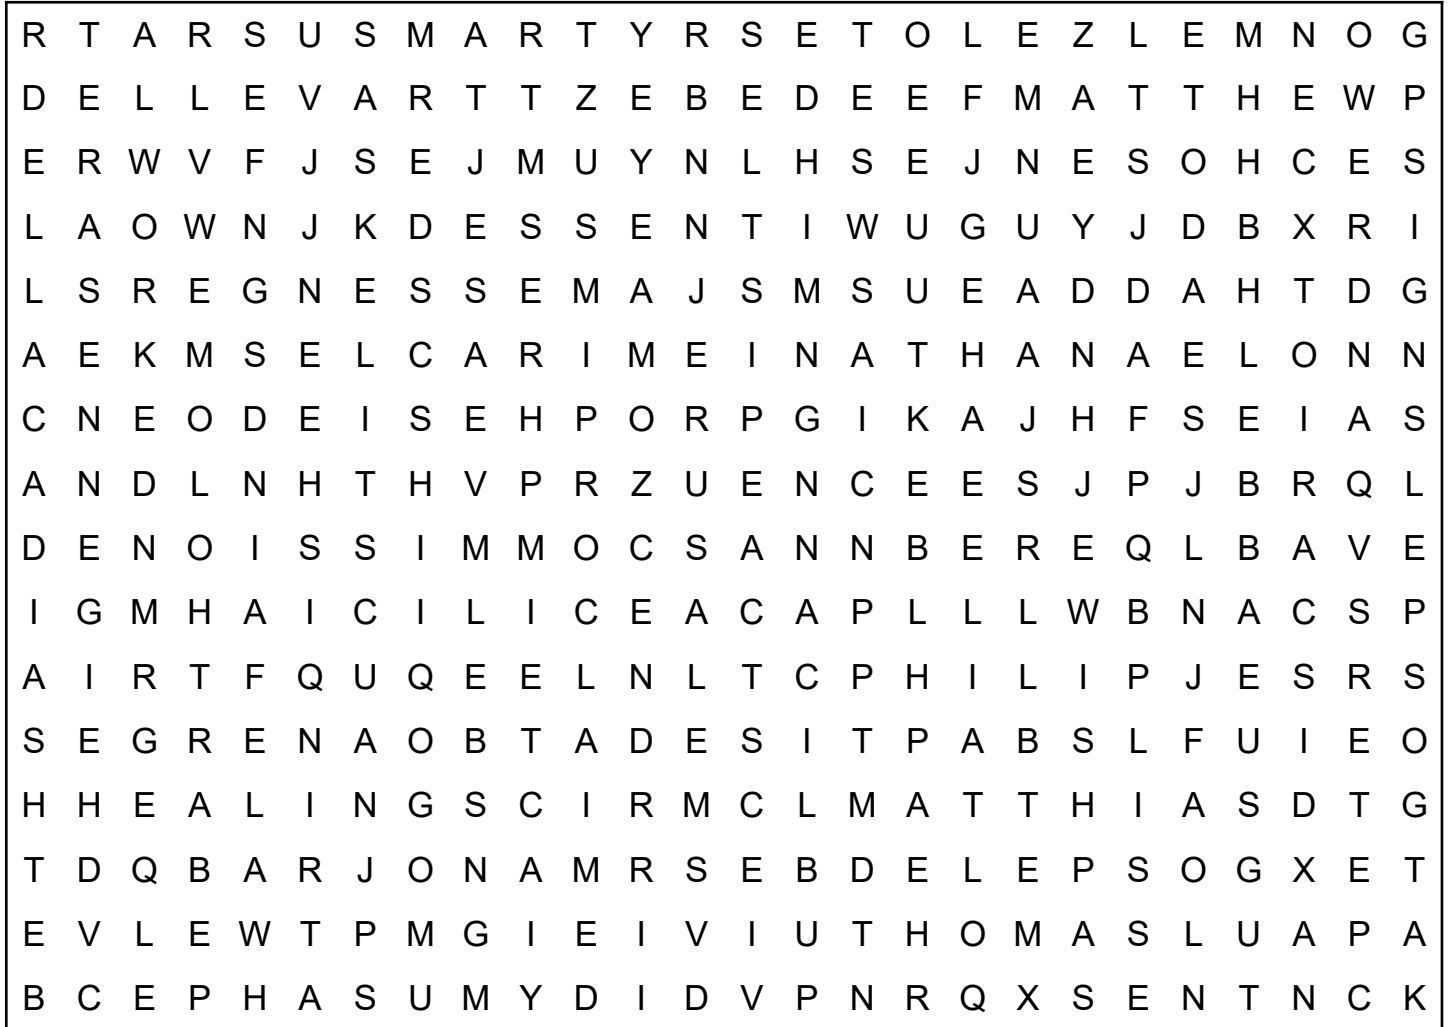 R T A R S U S M A R T Y R S E T O L E Z L E M N O G
D E L L E V A R T T Z E B E D E E F M A T T H E W P
E R W V F J S E J M U Y N L H S E J N E S O H C E S
L A O W N J K D E S S E N T I W U G U Y J D B X R I
L S R E G N E S S E M A J S M S U E A D D A H T D G
A E K M S E L C A R I M E I N A T H A N A E L O N N
C N E O D E I S E H P O R P G I K A J H F S E I A S
A N D L N H T H V P R Z U E N C E E S J P J B R Q L
D E N O I S S I M M O C S A N N B E R E Q L B A V E
I G M H A I C I L I C E A C A P L L L W B N A C S P
A I R T F Q U Q E E L N L T C P H I L I P J E S R S
S E G R E N A O B T A D E S I T P A B S L F U I E O
H H E A L I N G S C I R M C L M A T T H I A S D T G
T D Q B A R J O N A M R S E B D E L E P S O G X E T
E V L E W T P M G I E I V I U T H O M A S L U A P A
B C E P H A S U M Y D I D V P N R Q X S E N T N C K